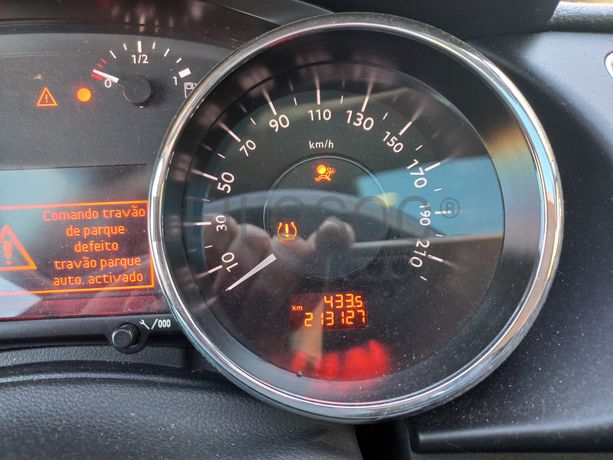 1/2
0
1
Comando travão
de parque
defeito
travão parque
auto. activado
/000
10
30
50
70
90
110
130
150
170
190
210
km/h
km
433.5
213127